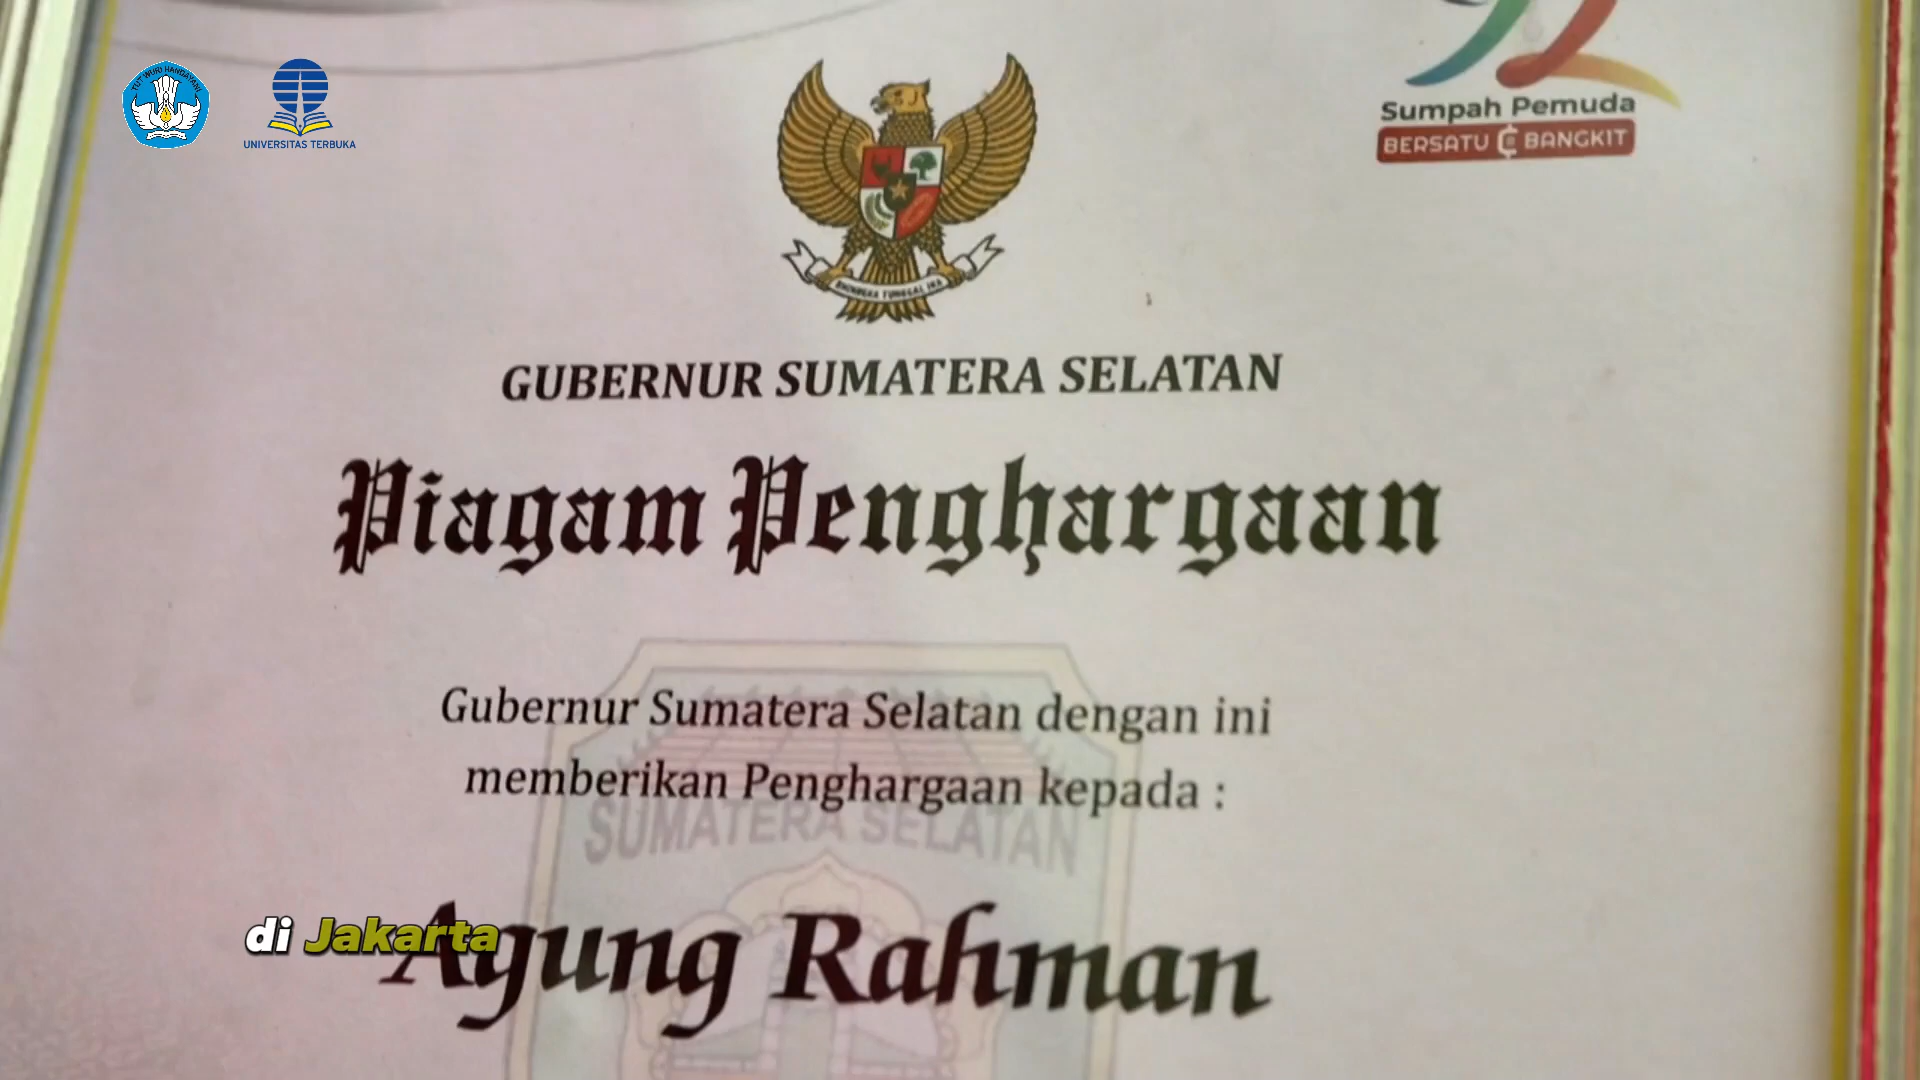 TUT WURI HANDAYANI
UNIVERSITAS TERBUKA
Sumpah Pemuda
BERSATU & BANGKIT
BHINNEKA TUNGGAL IKA
GUBERNUR SUMATERA SELATAN
Piagam Penghargaan
Gubernur Sumatera Selatan dengan ini
memberikan Penghargaan kepada :
SUMATERA SELATAN
di Jakarta
Agung Rahman